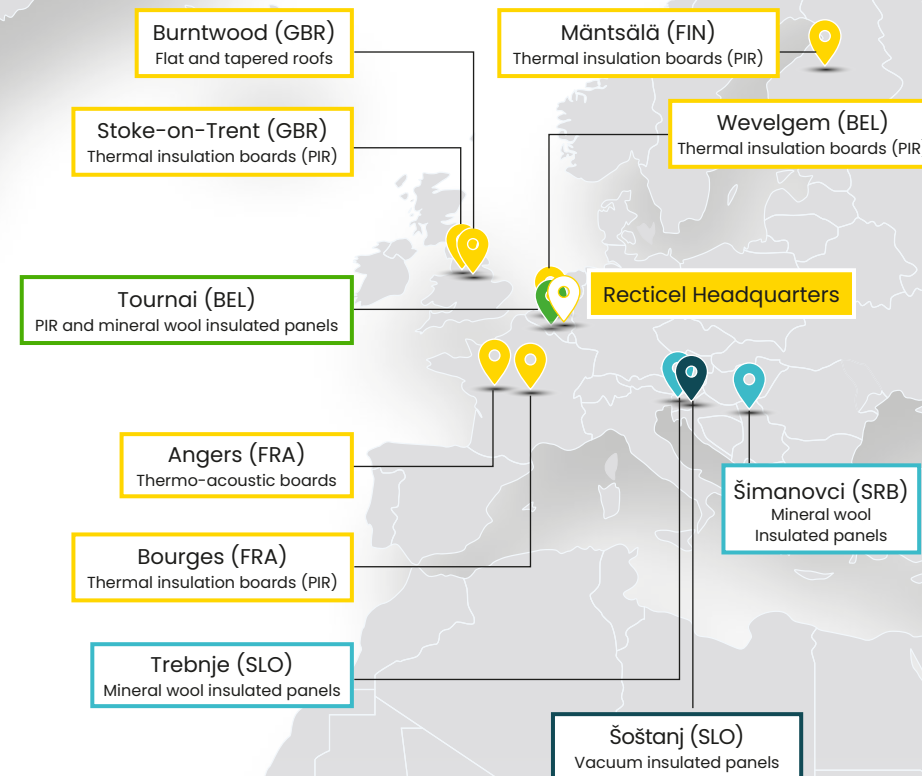 Burntwood (GBR)
Flat and tapered roofs
Mäntsälä (FIN)
Thermal insulation boards (PIR)
Stoke-on-Trent (GBR)
Thermal insulation boards (PIR)
Wevelgem (BEL)
Thermal insulation boards (PIR
Tournai (BEL)
PIR and mineral wool insulated panels
Recticel Headquarters
Angers (FRA)
Thermo-acoustic boards
Šimanovci (SRB)
Mineral wool
Insulated panels
Bourges (FRA)
Thermal insulation boards (PIR)
Trebnje (SLO)
Mineral wool insulated panels
Šoštanj (SLO)
Vacuum insulated panels